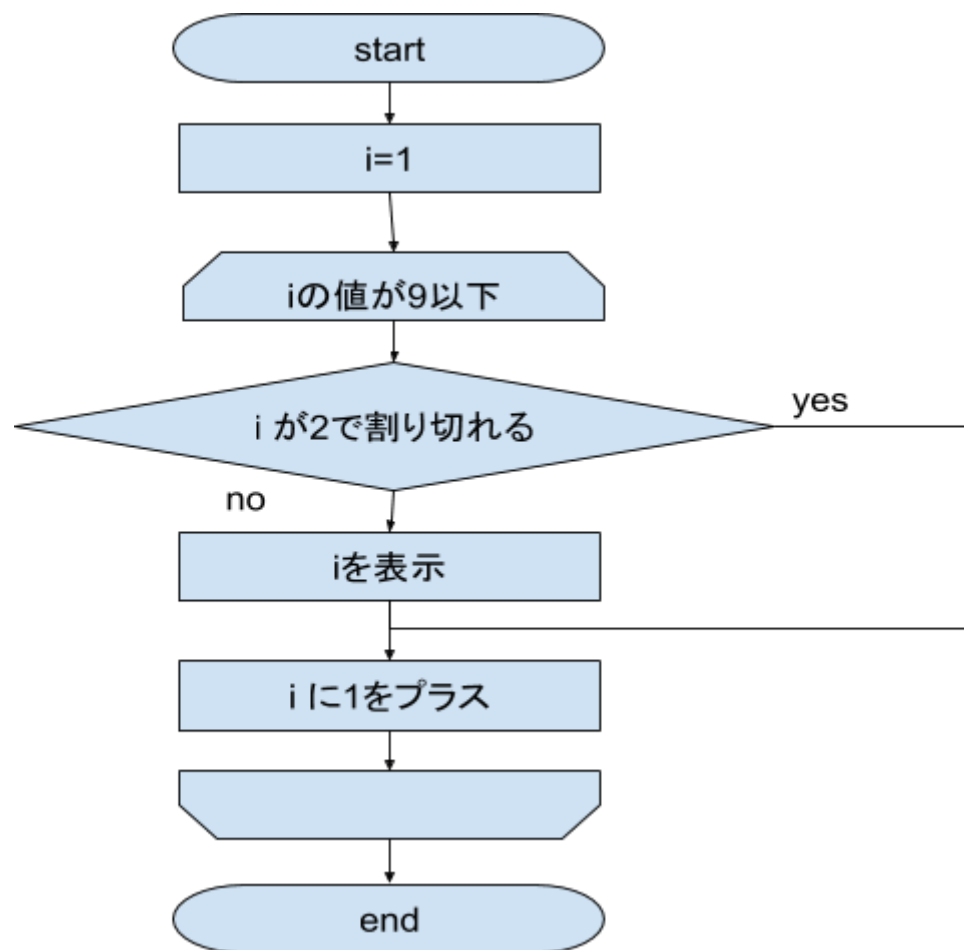 start
i=1
iの値が9以下
i が2で割り切れる
yes
no
iを表示
i に1をプラス
end